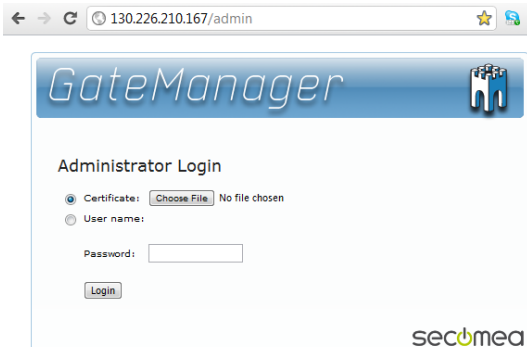 130.226.210.167/admin
GateManager
Administrator Login
Certificate: Choose File No file chosen
User name:
Password:
Login
secomea